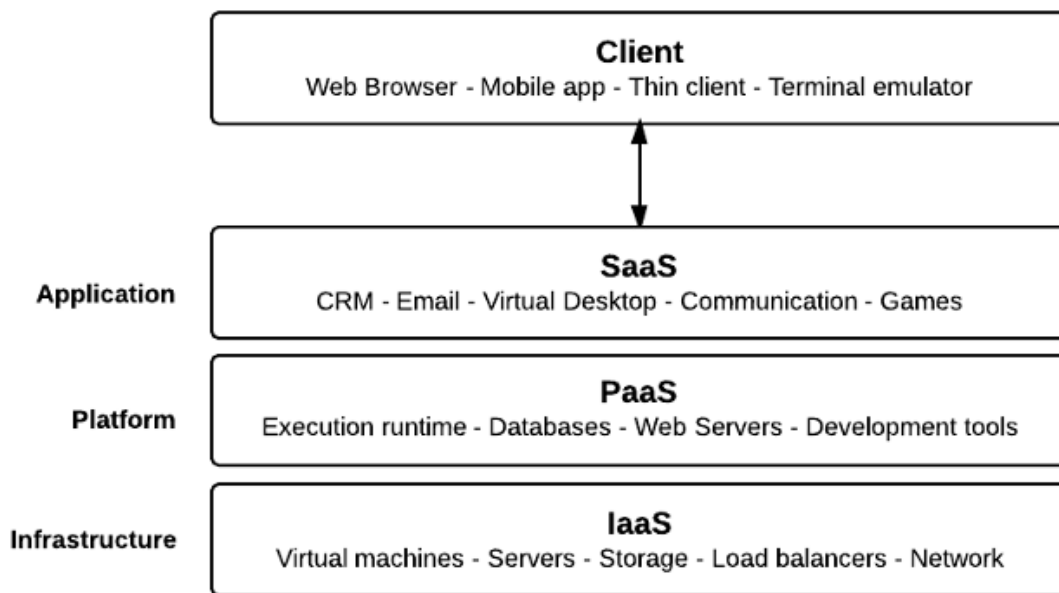 Client
Web Browser - Mobile app - Thin client - Terminal emulator
Application
SaaS
CRM - Email - Virtual Desktop - Communication - Games
Platform
PaaS
Execution runtime - Databases - Web Servers - Development tools
Infrastructure
IaaS
Virtual machines - Servers - Storage - Load balancers - Network